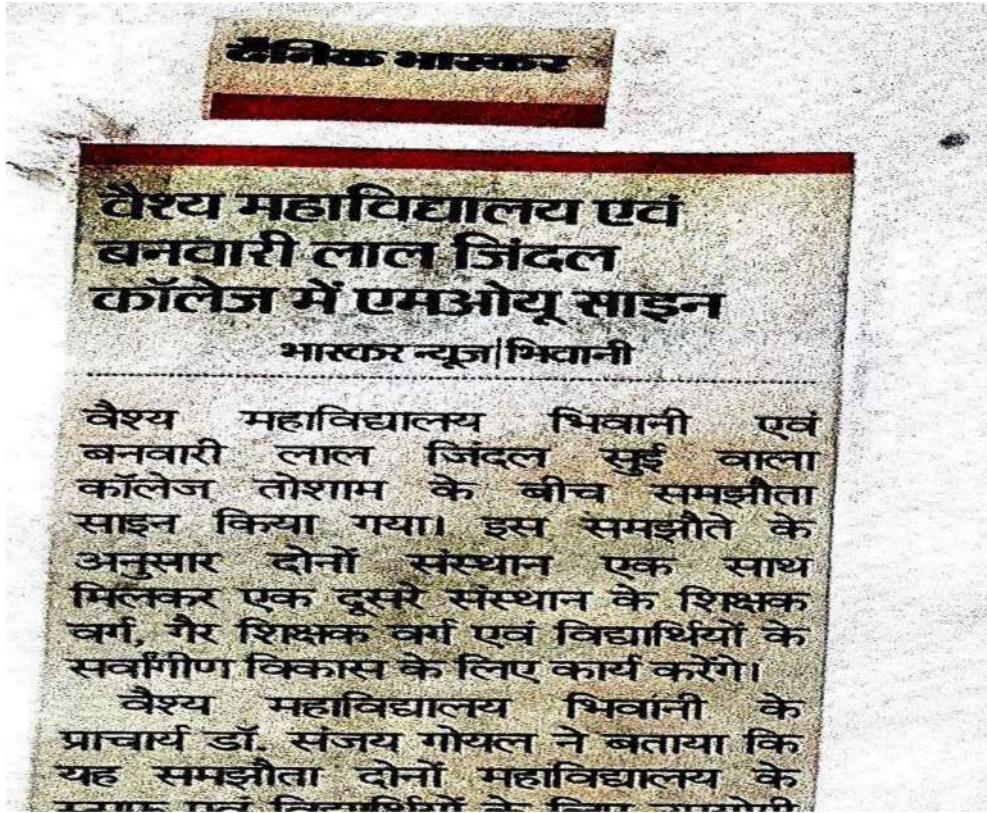 दैनिक भास्कर
वैश्य महाविद्यालय एवं
बनवारी लाल जिंदल
कॉलेज में एमओयू साइन
भास्कर न्यूज|भिवानी
वैश्य महाविद्यालय भिवानी एवं
बनवारी लाल जिंदल सुई वाला
कॉलेज तोशाम के बीच समझौता
साइन किया गया। इस समझौते के
अनुसार दोनों संस्थान एक साथ
मिलकर एक दूसरे संस्थान के शिक्षक
वर्ग, गैर शिक्षक वर्ग एवं विद्यार्थियों के
सर्वांगीण विकास के लिए कार्य करेंगे।
वैश्य महाविद्यालय भिवानी के
प्राचार्य डॉ. संजय गोयल ने बताया कि
यह समझौता दोनों महाविद्यालय के
एवं विद्यार्थियों के लिए